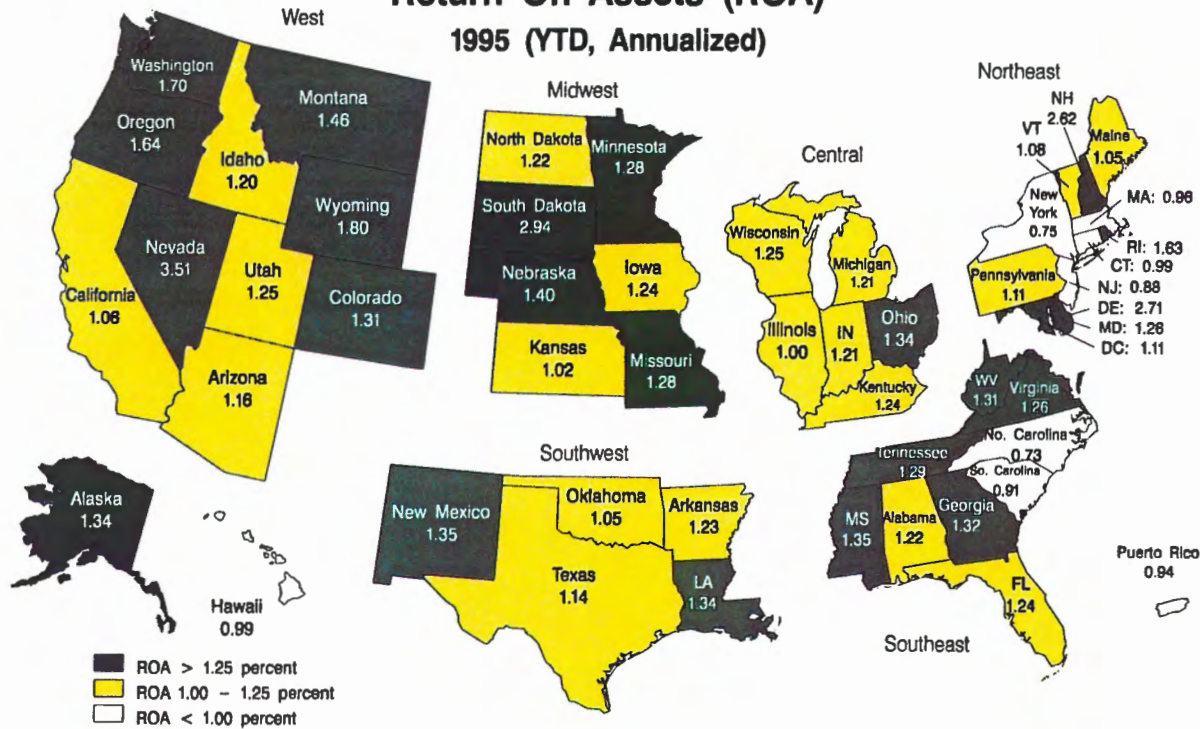 Return On Assets (ROA)
1995 (YTD, Annualized)
West
Washington
1.70
Montana
1.46
Oregon
1.64
Idaho
1.20
Wyoming
1.80
Nevada
3.51
Utah
1.25
California
1.06
Colorado
1.31
Arizona
1.16
Alaska
1.34
Hawaii
0.99
Midwest
North Dakota
1.22
Minnesota
1.28
South Dakota
2.94
Nebraska
1.40
Iowa
1.24
Kansas
1.02
Missouri
1.28
Central
Wisconsin
1.25
Michigan
1.21
Illinois
1.00
IN
1.21
Ohio
1.34
Kentucky
1.24
Northeast
NH
2.62
VT
1.08
Maine
1.05
New
York
0.75
MA: 0.96
RI: 1.63
CT: 0.99
Pennsylvania
1.11
NJ: 0.88
DE: 2.71
MD: 1.26
DC: 1.11
Southwest
New Mexico
1.35
Oklahoma
1.05
Arkansas
1.23
Texas
1.14
LA
1.34
WV
1.31
Virginia
1.26
No. Carolina
0.73
Tennessee
1.29
So. Carolina
0.91
MS
1.35
Alabama
1.22
Georgia
1.32
FL
1.24
Southeast
Puerto Rico
0.94
ROA > 1.25 percent
ROA 1.00 - 1.25 percent
ROA < 1.00 percent